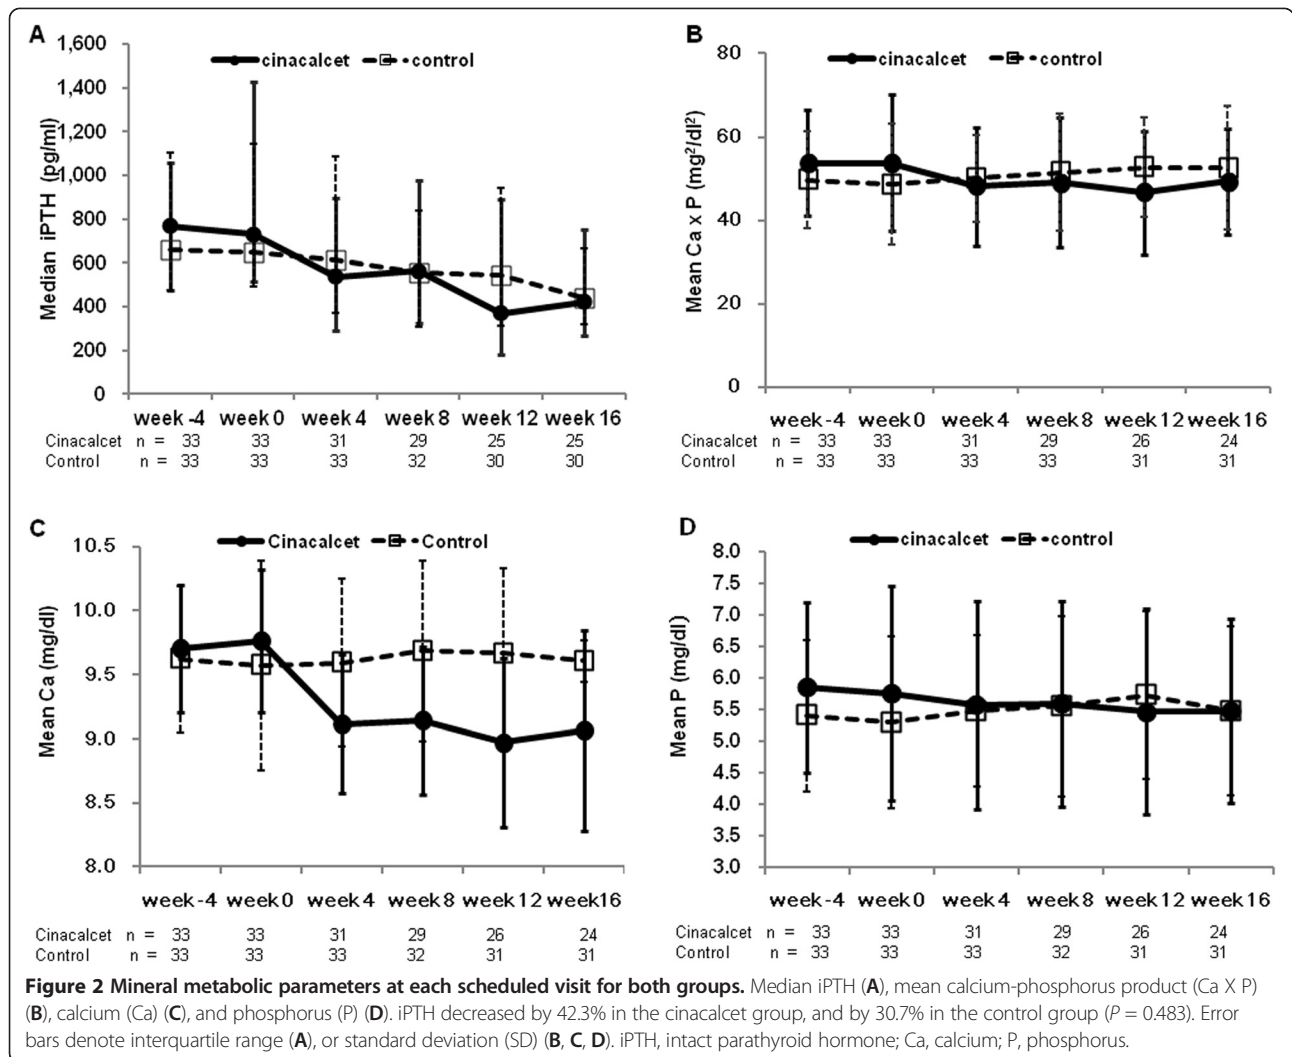 A
1,600
1,400
1,200
1,000
800
600
400
200
0
Median iPTH (pg/ml)
cinacalcet
control
week -4 week 0 week 4 week 8 week 12 week 16
Cinacalcet n = 33 33 31 29 25 25
Control n = 33 33 33 32 30 30
B
80
60
40
20
0
Mean Ca x P (mg²/dl²)
cinacalcet
control
week -4 week 0 week 4 week 8 week 12 week 16
Cinacalcet n = 33 33 31 29 26 24
Control n = 33 33 33 33 31 31
C
10.5
10.0
9.5
9.0
8.5
8.0
Mean Ca (mg/dl)
Cinacalcet
Control
week -4 week 0 week 4 week 8 week 12 week16
Cinacalcet n = 33 33 31 29 26 24
Control n = 33 33 33 32 31 31
D
8.0
7.5
7.0
6.5
6.0
5.5
5.0
4.5
4.0
3.5
3.0
Mean P (mg/dl)
cinacalcet
control
week -4 week 0 week 4 week 8 week 12 week 16
Cinacalcet n = 33 33 31 29 26 24
Control n = 33 33 33 32 31 31
Figure 2 Mineral metabolic parameters at each scheduled visit for both groups. Median iPTH (A), mean calcium-phosphorus product (Ca X P)
(B), calcium (Ca) (C), and phosphorus (P) (D). iPTH decreased by 42.3% in the cinacalcet group, and by 30.7% in the control group (P = 0.483). Error
bars denote interquartile range (A), or standard deviation (SD) (B, C, D). iPTH, intact parathyroid hormone; Ca, calcium; P, phosphorus.